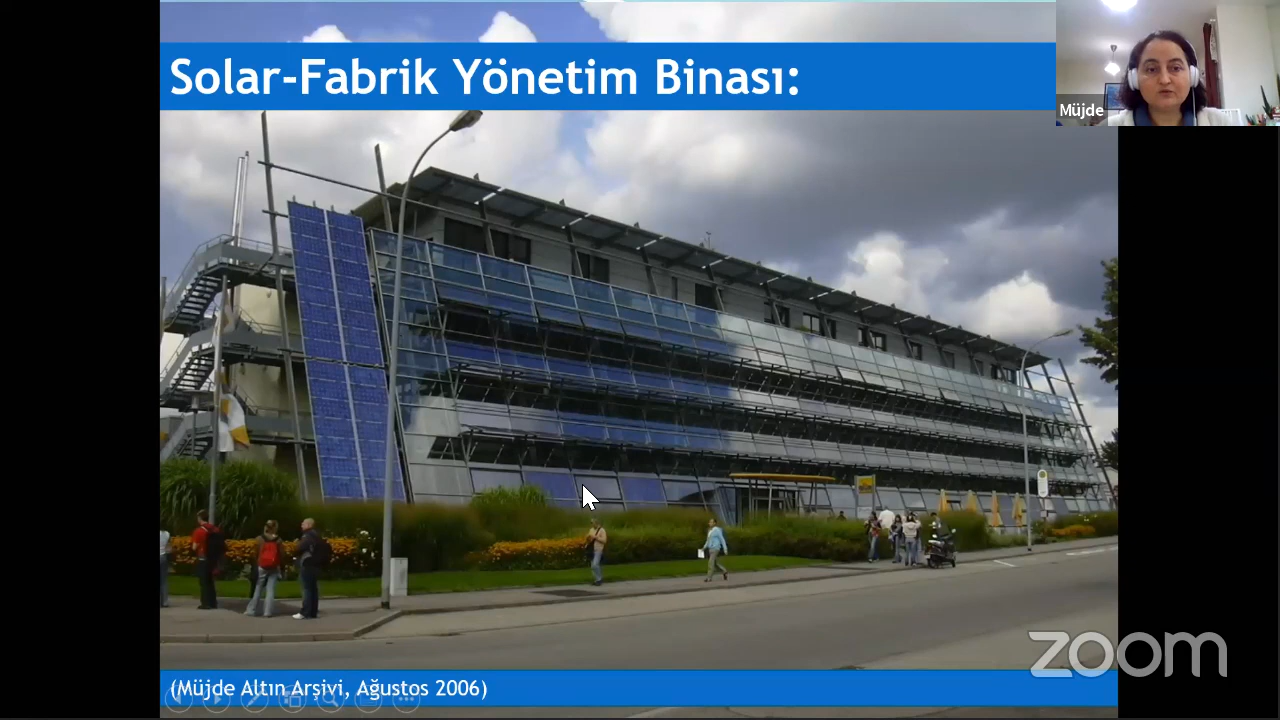 Solar-Fabrik Yönetim Binası:
Müjde
zoom
(Müjde Altın Arşivi, Ağustos 2006)